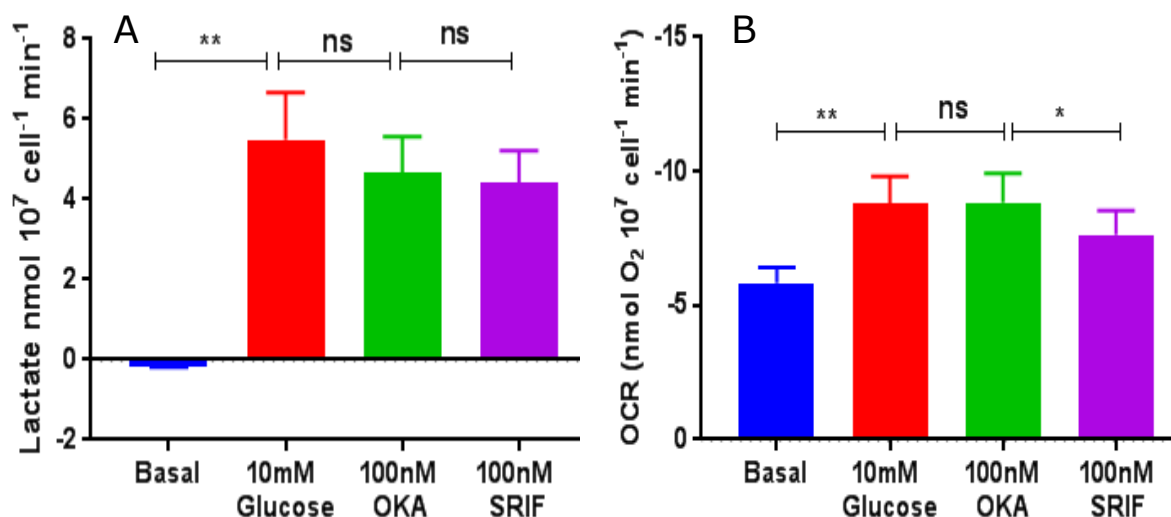 A
B
8
6
4
2
0
-2
Lactate nmol 10⁷ cell⁻¹ min⁻¹
** ns ns
Basal 10mM Glucose 100nM OKA 100nM SRIF
-15
-10
-5
0
OCR (nmol O₂ 10⁷ cell⁻¹ min⁻¹)
** ns *
Basal 10mM Glucose 100nM OKA 100nM SRIF